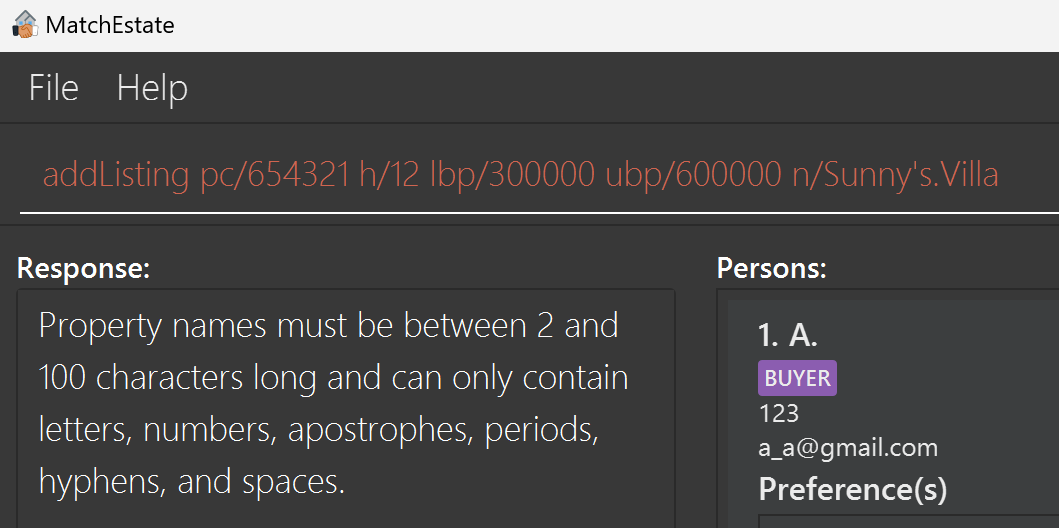 MatchEstate
File Help
addListing pc/654321 h/12 lbp/300000 ubp/600000 n/Sunny's.Villa
Response:
Property names must be between 2 and
100 characters long and can only contain
letters, numbers, apostrophes, periods,
hyphens, and spaces.
Persons:
1. A.
BUYER
123
a_a@gmail.com
Preference(s)